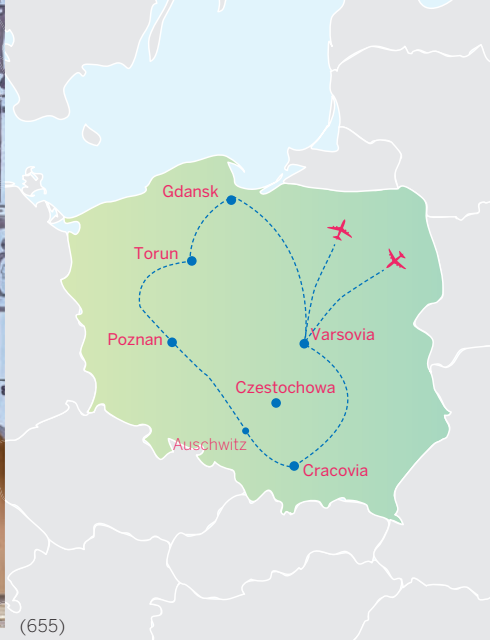 Gdansk
Torun
Poznan
Varsovia
Czestochowa
Auschwitz
Cracovia
(655)